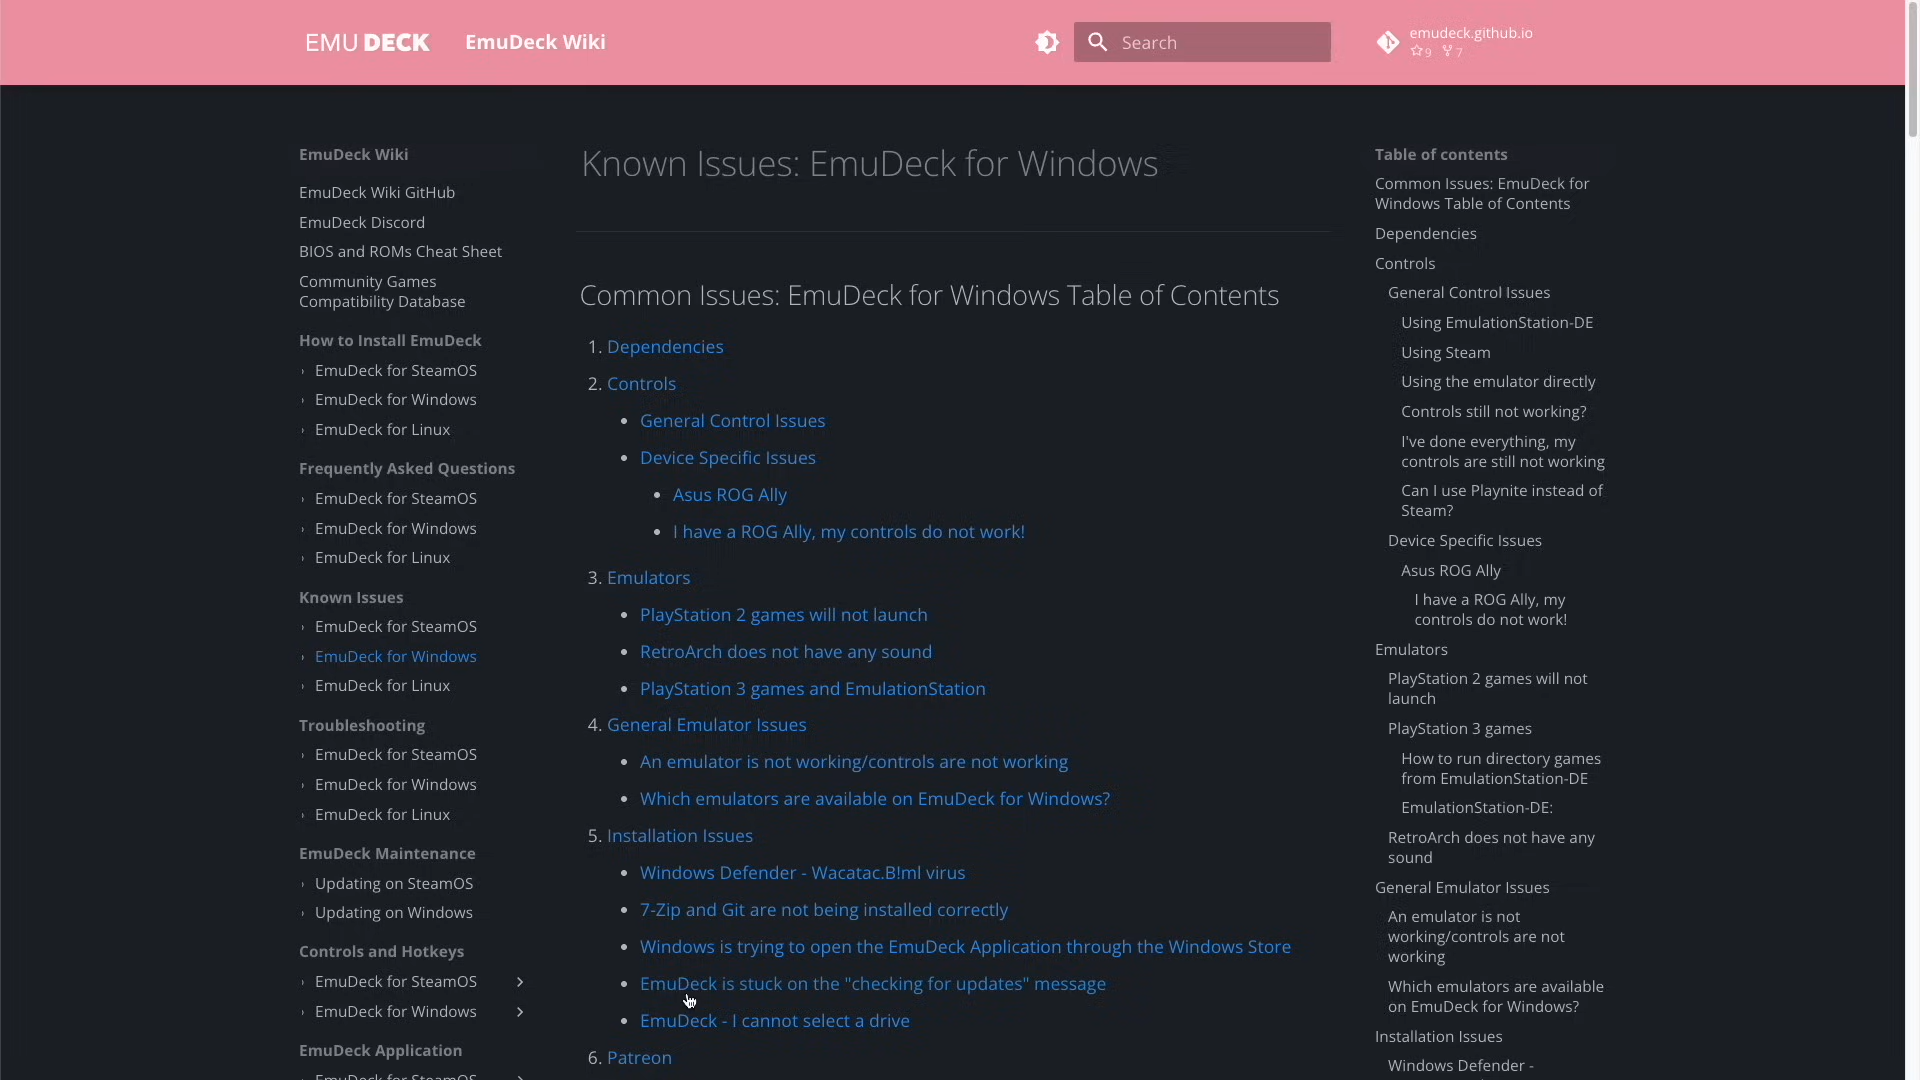 EMU DECK
EmuDeck Wiki
Search
emudeck.github.io
9 7
EmuDeck Wiki
EmuDeck Wiki GitHub
EmuDeck Discord
BIOS and ROMs Cheat Sheet
Community Games
Compatibility Database
How to Install EmuDeck
EmuDeck for SteamOS
EmuDeck for Windows
EmuDeck for Linux
Frequently Asked Questions
EmuDeck for SteamOS
EmuDeck for Windows
EmuDeck for Linux
Known Issues
EmuDeck for SteamOS
EmuDeck for Windows
EmuDeck for Linux
Troubleshooting
EmuDeck for SteamOS
EmuDeck for Windows
EmuDeck for Linux
EmuDeck Maintenance
Updating on SteamOS
Updating on Windows
Controls and Hotkeys
EmuDeck for SteamOS
EmuDeck for Windows
EmuDeck Application
EmuDeck for SteamOS
Known Issues: EmuDeck for Windows
Common Issues: EmuDeck for Windows Table of Contents
1. Dependencies
2. Controls
• General Control Issues
• Device Specific Issues
• Asus ROG Ally
• I have a ROG Ally, my controls do not work!
3. Emulators
• PlayStation 2 games will not launch
• RetroArch does not have any sound
• PlayStation 3 games and EmulationStation
4. General Emulator Issues
• An emulator is not working/controls are not working
• Which emulators are available on EmuDeck for Windows?
5. Installation Issues
• Windows Defender - Wacatac.B!ml virus
• 7-Zip and Git are not being installed correctly
• Windows is trying to open the EmuDeck Application through the Windows Store
• EmuDeck is stuck on the "checking for updates" message
• EmuDeck - I cannot select a drive
6. Patreon
Table of contents
Common Issues: EmuDeck for
Windows Table of Contents
Dependencies
Controls
General Control Issues
Using EmulationStation-DE
Using Steam
Using the emulator directly
Controls still not working?
I've done everything, my
controls are still not working
Can I use Playnite instead of
Steam?
Device Specific Issues
Asus ROG Ally
I have a ROG Ally, my
controls do not work!
Emulators
PlayStation 2 games will not
launch
PlayStation 3 games
How to run directory games
from EmulationStation-DE
EmulationStation-DE:
RetroArch does not have any
sound
General Emulator Issues
An emulator is not
working/controls are not
working
Which emulators are available
on EmuDeck for Windows?
Installation Issues
Windows Defender -